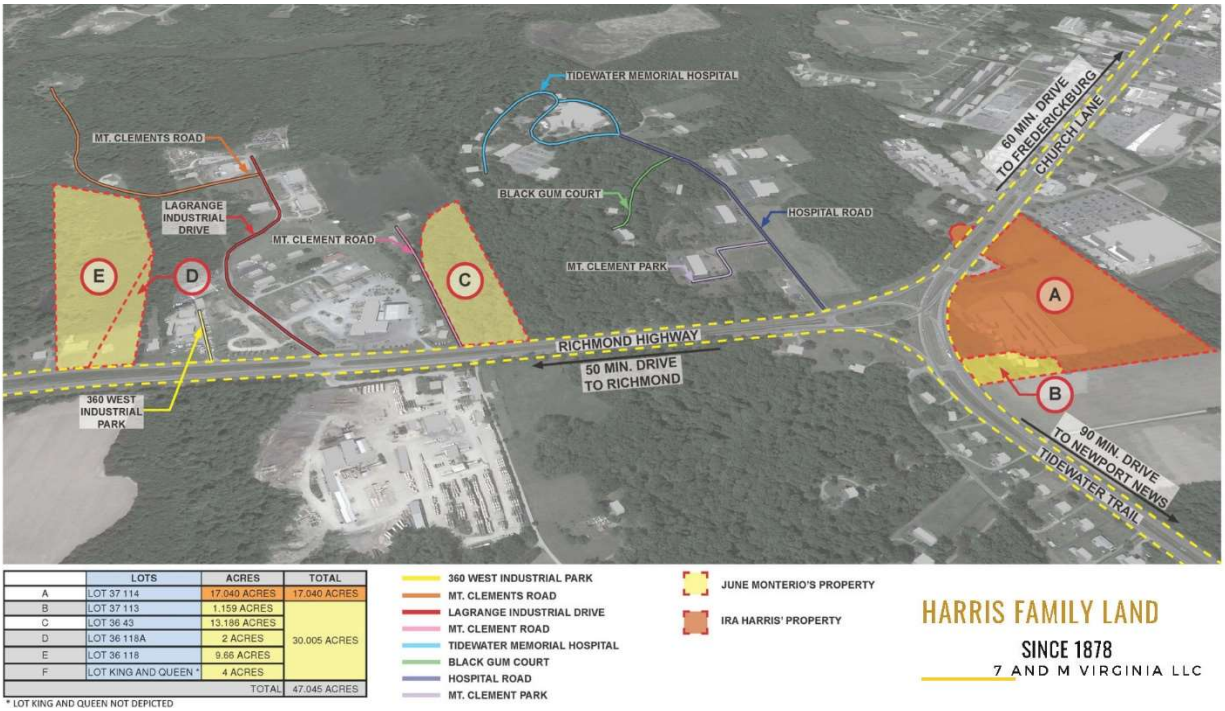 TIDEWATER MEMORIAL HOSPITAL
60 MIN. DRIVE
TO FREDERICKBURG
CHURCH LANE
MT. CLEMENTS ROAD
LAGRANGE
INDUSTRIAL
DRIVE
BLACK GUM COURT
HOSPITAL ROAD
MT. CLEMENT ROAD
MT. CLEMENT PARK
E
D
C
A
B
RICHMOND HIGHWAY
50 MIN. DRIVE
TO RICHMOND
360 WEST
INDUSTRIAL
PARK
90 MIN. DRIVE
TO NEWPORT NEWS
TIDEWATER TRAIL
LOTS ACRES TOTAL
A LOT 37 114 17.040 ACRES 17.040 ACRES
B LOT 37 113 1.159 ACRES
C LOT 36 43 13.186 ACRES
D LOT 36 118A 2 ACRES
30.005 ACRES
E LOT 36 118 9.66 ACRES
F LOT KING AND QUEEN * 4 ACRES
TOTAL 47.045 ACRES
* LOT KING AND QUEEN NOT DEPICTED
360 WEST INDUSTRIAL PARK
MT. CLEMENTS ROAD
LAGRANGE INDUSTRIAL DRIVE
MT. CLEMENT ROAD
TIDEWATER MEMORIAL HOSPITAL
BLACK GUM COURT
HOSPITAL ROAD
MT. CLEMENT PARK
JUNE MONTERIO'S PROPERTY
IRA HARRIS' PROPERTY
HARRIS FAMILY LAND
SINCE 1878
7 AND M VIRGINIA LLC